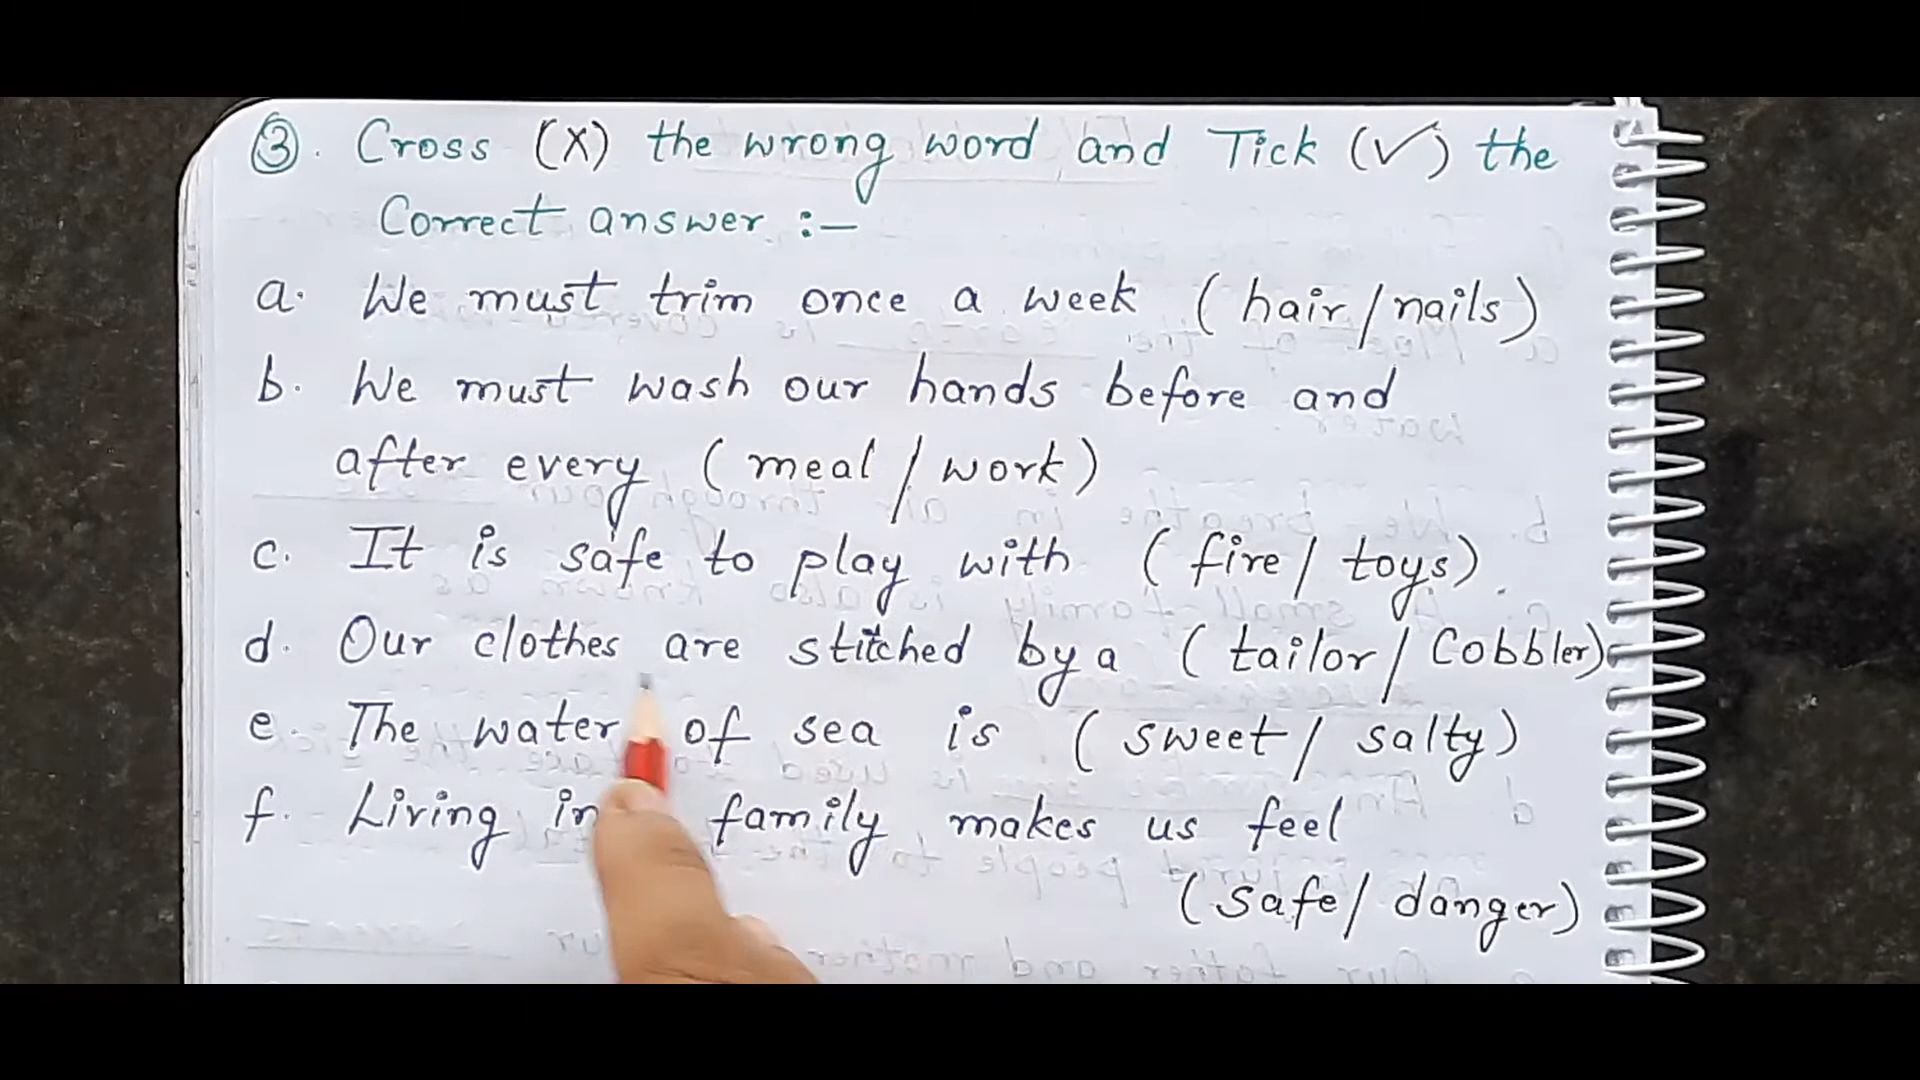 3. Cross (X) the wrong word and Tick (✓) the
Correct answer :-
a. We must trim once a week (hair/nails)
b. We must wash our hands before and
after every (meal/work)
c. It is safe to play with (fire/toys).
d. Our clothes are stitched by a (tailor/Cobbler)
e. The water of sea is (sweet/salty)
f. Living in family makes us feel
(safe/danger)